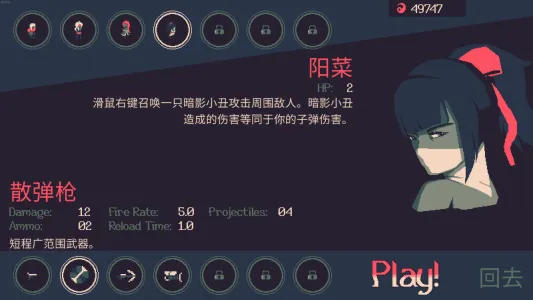 49747
阳菜
HP: 2
滑鼠右键召唤一只暗影小丑攻击周围敌人。暗影小丑
造成的伤害等同于你的子弹伤害。
散弹枪
Damage: 12 Fire Rate: 5.0 Projectiles: 04
Ammo: 02 Reload Time: 1.0
短程广范围武器。
Play! 回去